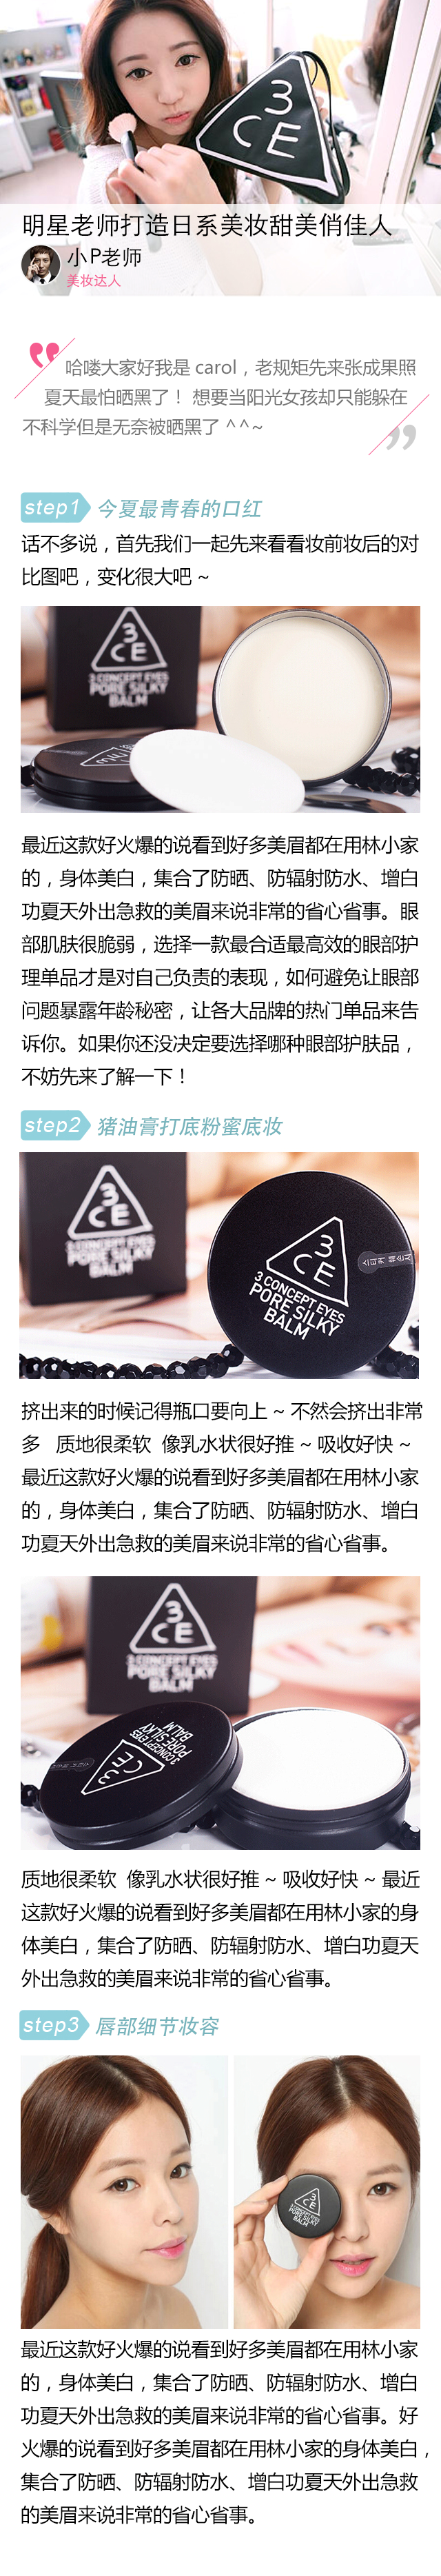 3
CE
明星老师打造日系美妆甜美俏佳人
小P老师
美妆达人
哈喽大家好我是 carol，老规矩先来张成果照
夏天最怕晒黑了！ 想要当阳光女孩却只能躲在
不科学但是无奈被晒黑了 ^^~
step1 今夏最青春的口红
话不多说，首先我们一起先来看看妆前妆后的对
比图吧，变化很大吧 ~
3
CE
3 CONCEPT EYES
PORE SILKY
BALM
最近这款好火爆的说看到好多美眉都在用林小家
的，身体美白，集合了防晒、防辐射防水、增白
功夏天外出急救的美眉来说非常的省心省事。眼
部肌肤很脆弱，选择一款最合适最高效的眼部护
理单品才是对自己负责的表现，如何避免让眼部
问题暴露年龄秘密，让各大品牌的热门单品来告
诉你。如果你还没决定要选择哪种眼部护肤品，
不妨先来了解一下！
step2 猪油膏打底粉蜜底妆
3
CE
3 CONCEPT EYES
PORE SILKY
BALM
3
CE
3 CONCEPT EYES
PORE SILKY
BALM
挤出来的时候记得瓶口要向上 ~ 不然会挤出非常
多 质地很柔软 像乳水状很好推 ~ 吸收好快 ~
最近这款好火爆的说看到好多美眉都在用林小家
的，身体美白，集合了防晒、防辐射防水、增白
功夏天外出急救的美眉来说非常的省心省事。
3
CE
3 CONCEPT EYES
PORE SILKY
BALM
3
CE
3 CONCEPT EYES
PORE SILKY
BALM
质地很柔软 像乳水状很好推 ~ 吸收好快 ~ 最近
这款好火爆的说看到好多美眉都在用林小家的身
体美白，集合了防晒、防辐射防水、增白功夏天
外出急救的美眉来说非常的省心省事。
step3 唇部细节妆容
3
CE
3 CONCEPT EYES
PORE SILKY
BALM
最近这款好火爆的说看到好多美眉都在用林小家
的，身体美白，集合了防晒、防辐射防水、增白
功夏天外出急救的美眉来说非常的省心省事。好
火爆的说看到好多美眉都在用林小家的身体美白，
集合了防晒、防辐射防水、增白功夏天外出急救
的美眉来说非常的省心省事。